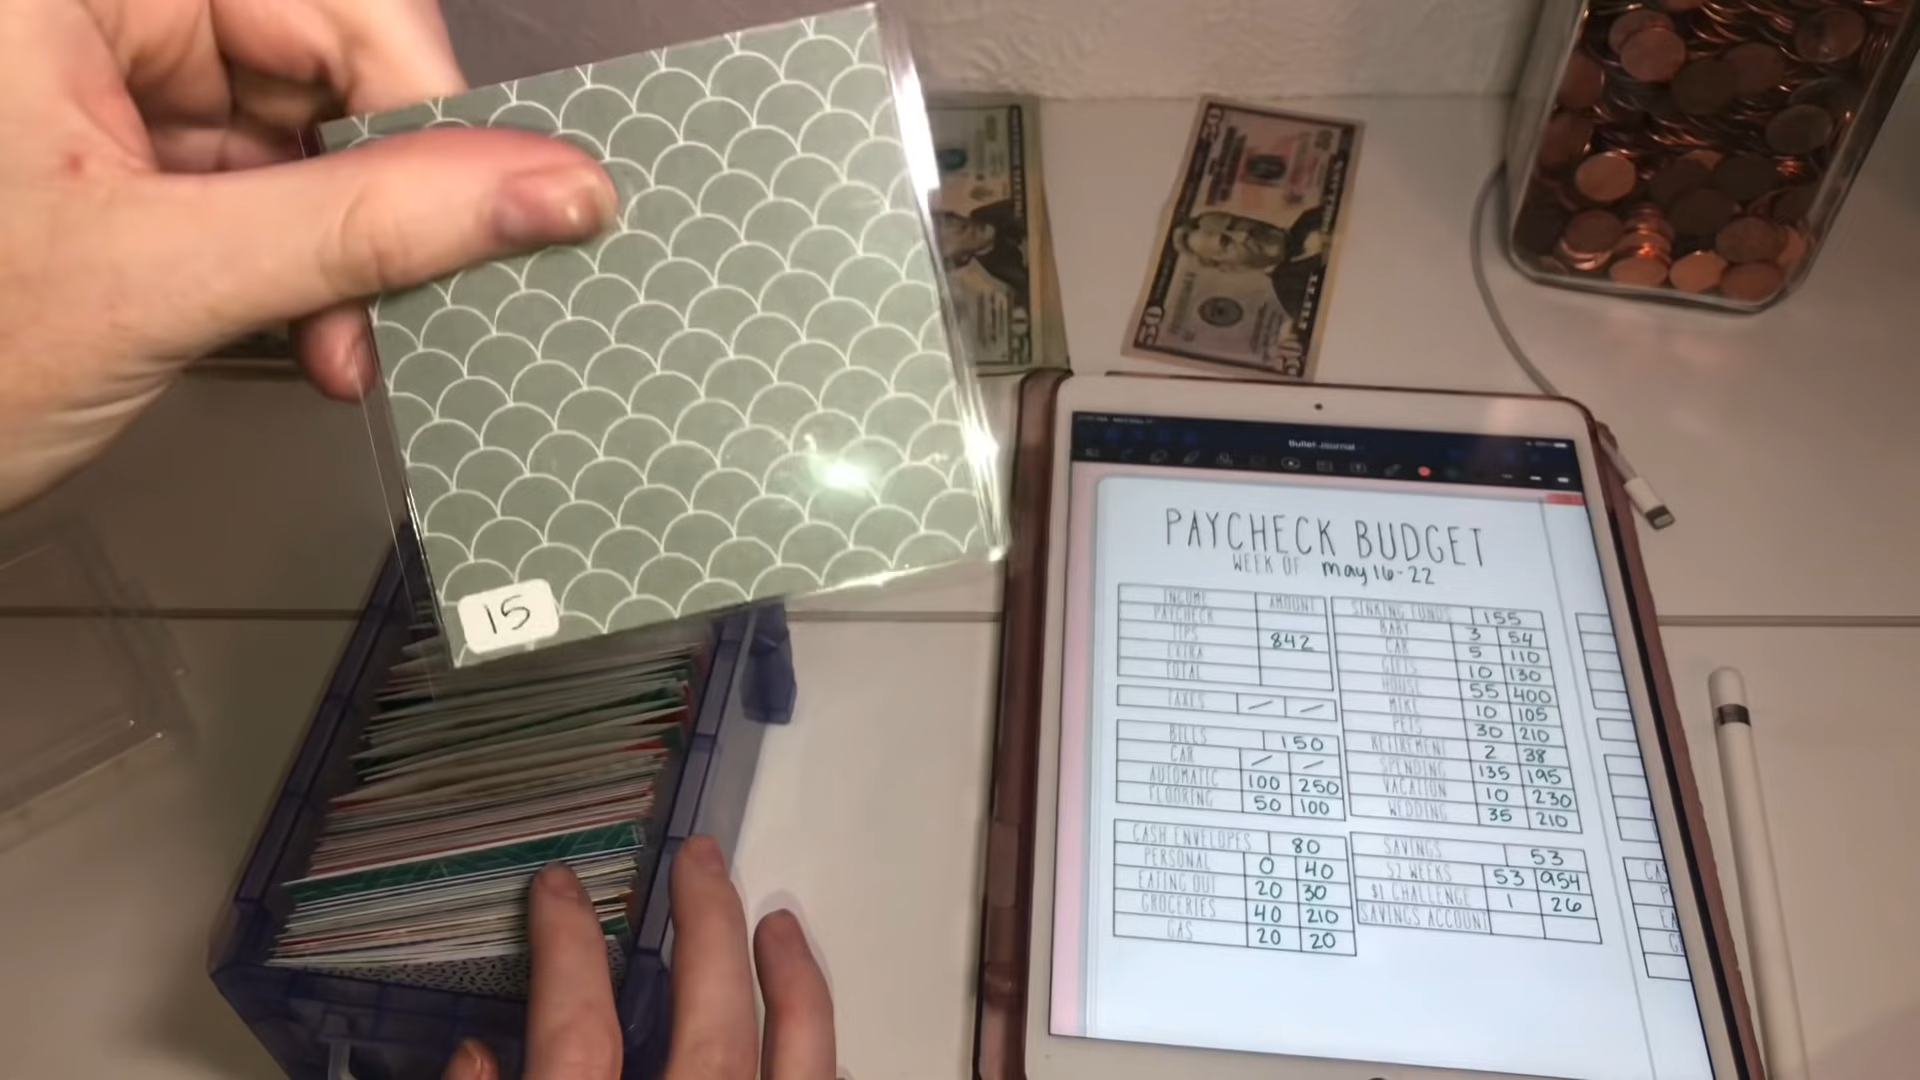 15
50
50
Bullet Journal
PAYCHECK BUDGET
WEEK OF may 16-22
INCOME AMOUNT
PAYCHECK
TIPS 842
EXTRA
TOTAL
TAXES / /
BILLS 150
CAR / /
AUTOMATIC 100 250
FLOORING 50 100
CASH ENVELOPES 80
PERSONAL 0 40
EATING OUT 20 30
GROCERIES 40 210
GAS 20 20
SINKING FUNDS 155
BABY 3 54
CAR 5 110
GIFTS 10 130
HOUSE 55 400
MIKE 10 105
PETS 30 210
RETIREMENT 2 38
SPENDING 135 195
VACATION 10 230
WEDDING 35 210
SAVINGS 53
52 WEEKS 53 954
$1 CHALLENGE 1 26
SAVINGS ACCOUNT